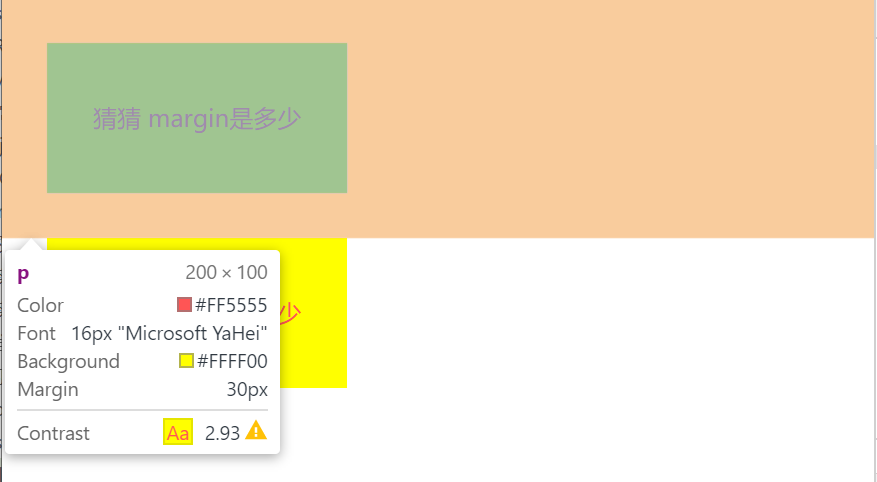 猜猜 margin是多少
少
p 200 × 100
Color #FF5555
Font 16px "Microsoft YaHei"
Background #FFFF00
Margin 30px
Contrast Aa 2.93